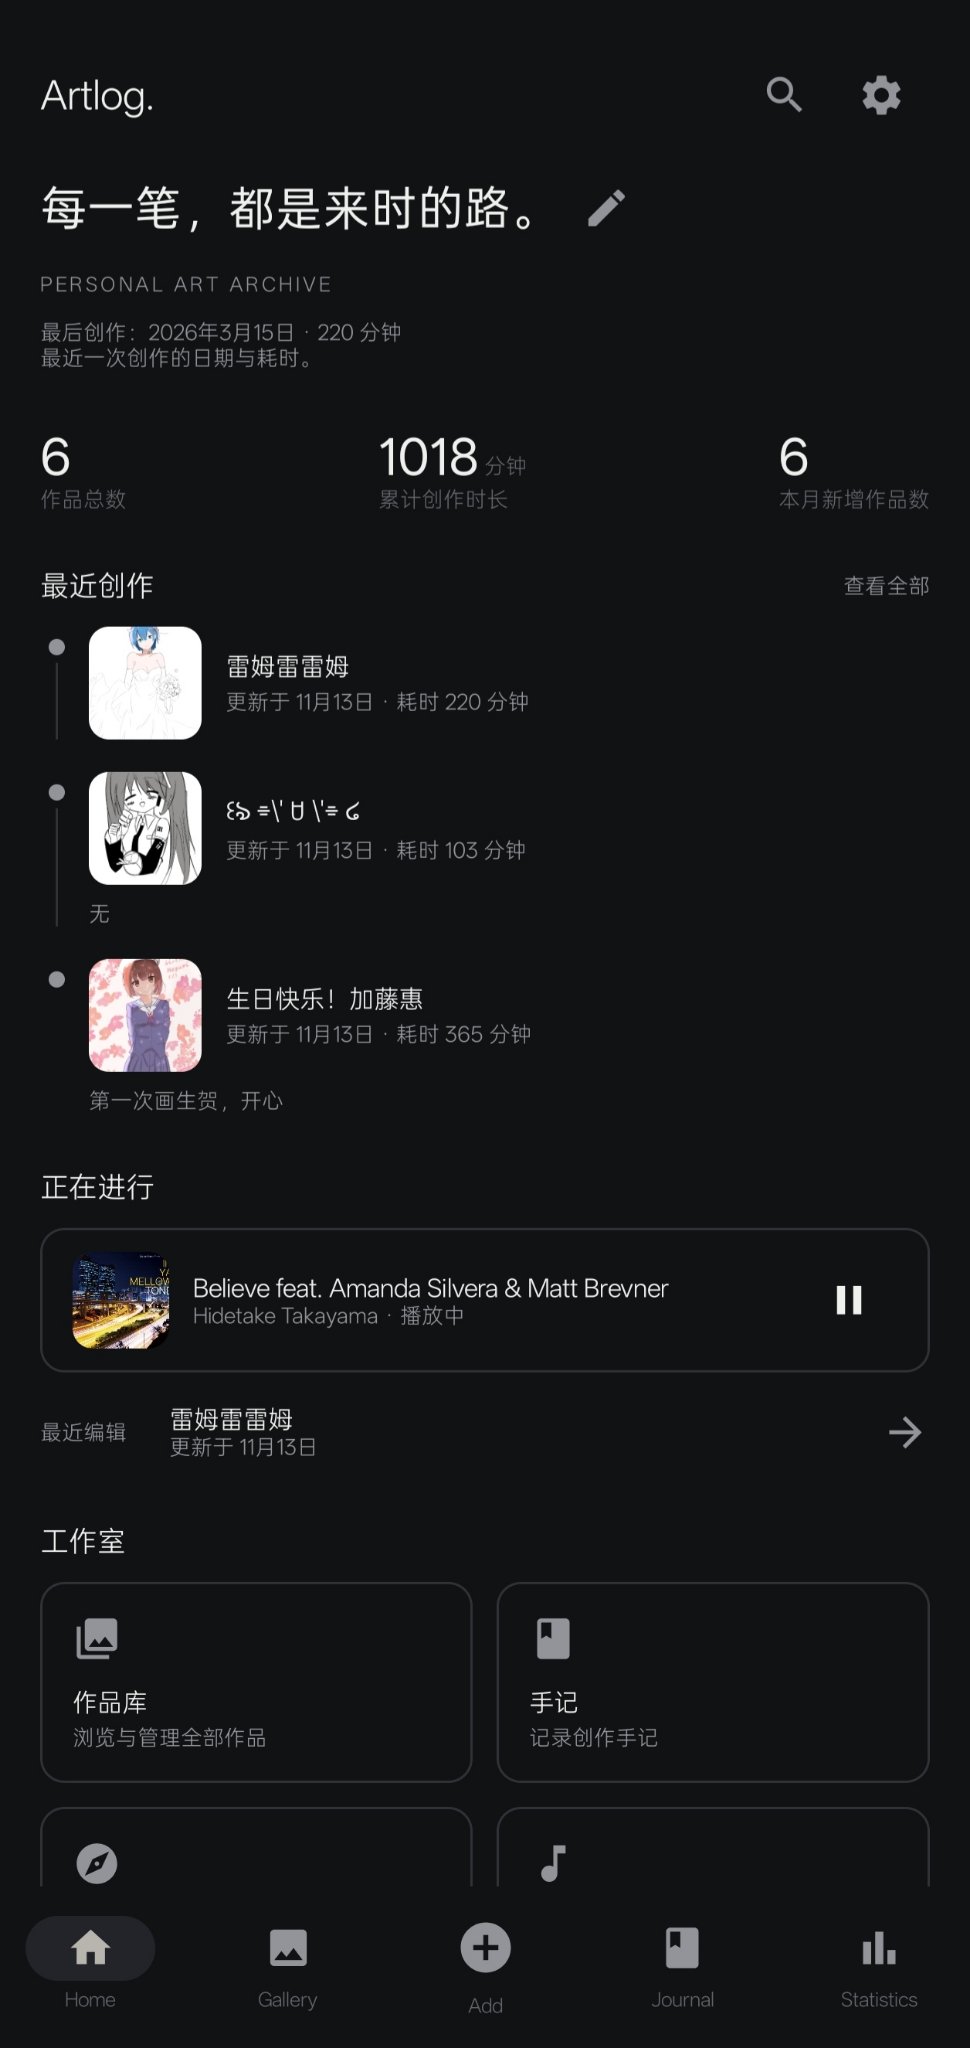 Artlog.
每一笔，都是来时的路。
PERSONAL ART ARCHIVE
最后创作：2026年3月15日 · 220 分钟
最近一次创作的日期与耗时。
6
1018 分钟
6
作品总数
累计创作时长
本月新增作品数
最近创作
查看全部
雷姆雷雷姆
更新于 11月13日 · 耗时 220 分钟
更新于 11月13日 · 耗时 103 分钟
无
生日快乐！加藤惠
更新于 11月13日 · 耗时 365 分钟
第一次画生贺，开心
正在进行
MELLOW
Believe feat. Amanda Silvera & Matt Brevner
Hidetake Takayama · 播放中
最近编辑
雷姆雷雷姆
更新于 11月13日
工作室
作品库
浏览与管理全部作品
手记
记录创作手记
Home
Gallery
Add
Journal
Statistics